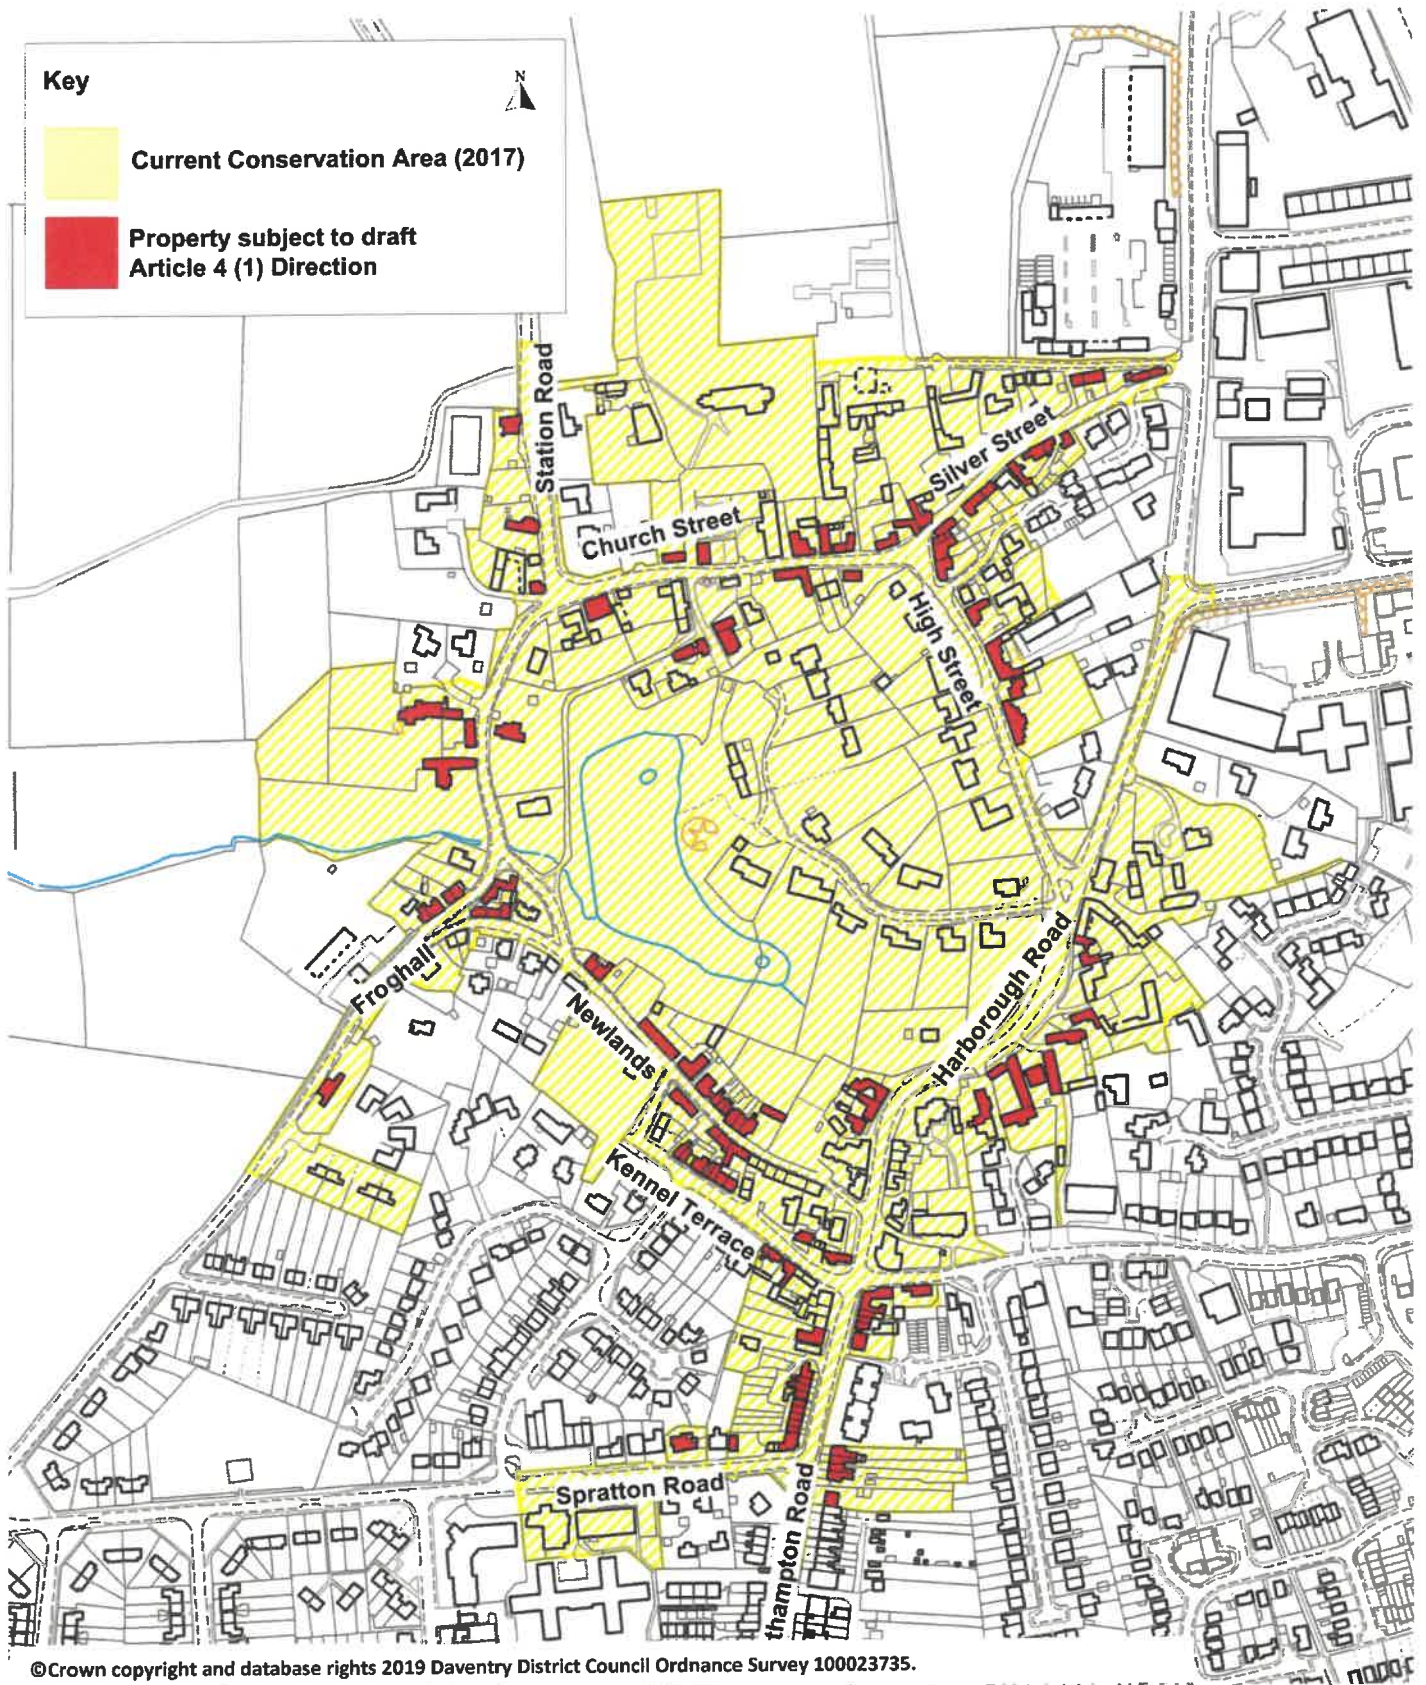 Key
N
Current Conservation Area (2017)
Property subject to draft
Article 4 (1) Direction
Station Road
Silver Street
Church Street
High Street
Froghall
Harborough Road
Newlands
Kennel Terrace
Spratton Road
thampton Road
©Crown copyright and database rights 2019 Daventry District Council Ordnance Survey 100023735.